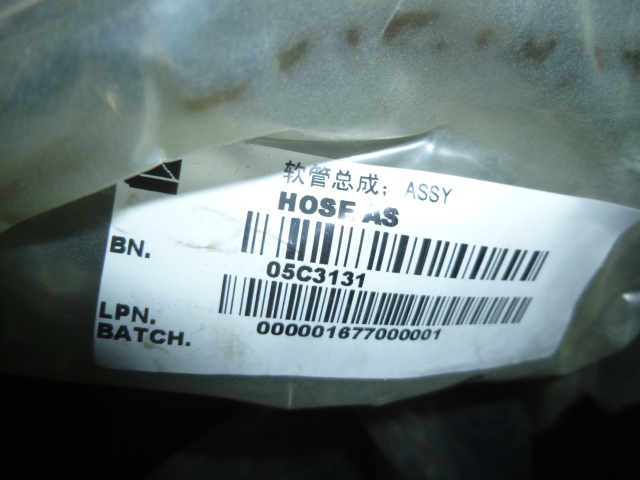 软管总成：ASSY
HOSE AS
BN.
05C3131
LPN.
000001677000001
BATCH.